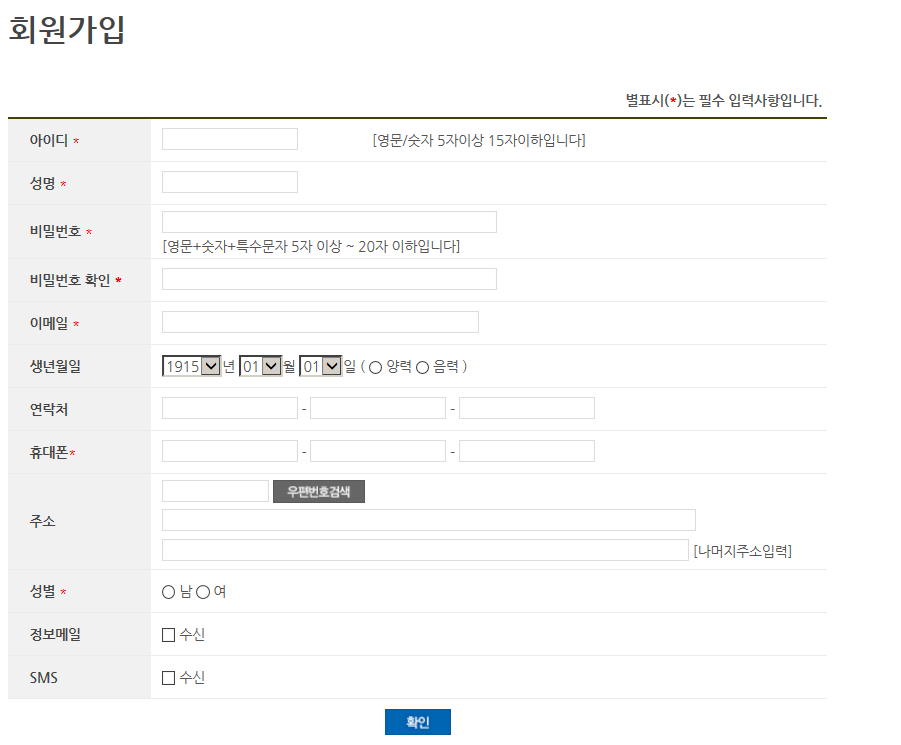 회원가입
별표시(*)는 필수 입력사항입니다.
아이디 * [영문/숫자 5자이상 15자이하입니다]
성명 *
비밀번호 *
[영문+숫자+특수문자 5자 이상 ~ 20자 이하입니다]
비밀번호 확인 *
이메일 *
생년월일 1915 년 01 월 01 일 ( 양력 음력 )
연락처 - -
휴대폰* - -
우편번호검색
주소
[나머지주소입력]
성별 * 남 여
정보메일 수신
SMS 수신
확인